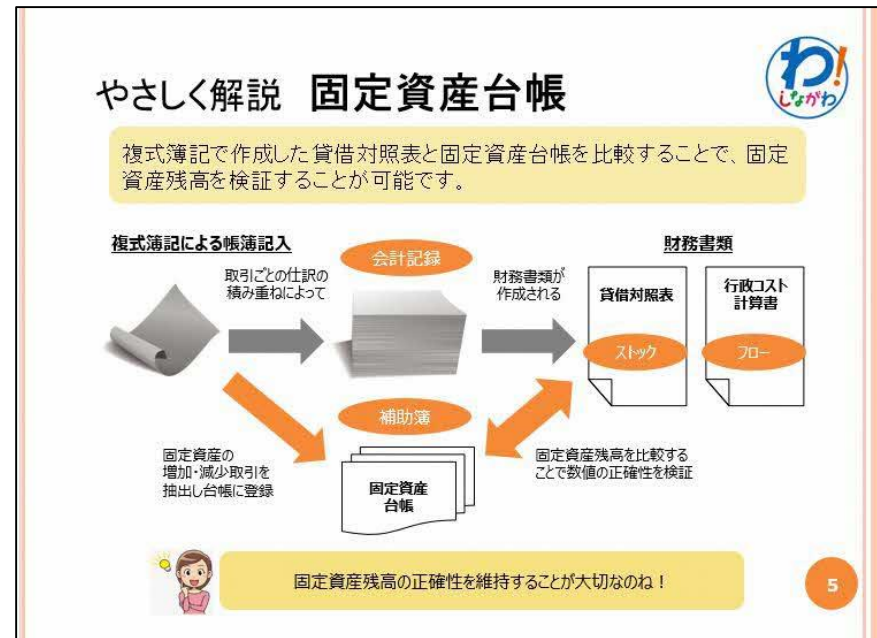 やさしく解説 固定資産台帳
わ!
しながわ
複式簿記で作成した貸借対照表と固定資産台帳を比較することで、固定
資産残高を検証することが可能です。
複式簿記による帳簿記入
取引ごとの仕訳の
積み重ねによって
会計記録
財務書類が
作成される
財務書類
貸借対照表
ストック
行政コスト
計算書
フロー
固定資産の
増加・減少取引を
抽出し台帳に登録
補助簿
固定資産
台帳
固定資産残高を比較する
ことで数値の正確性を検証
固定資産残高の正確性を維持することが大切なのね！
5